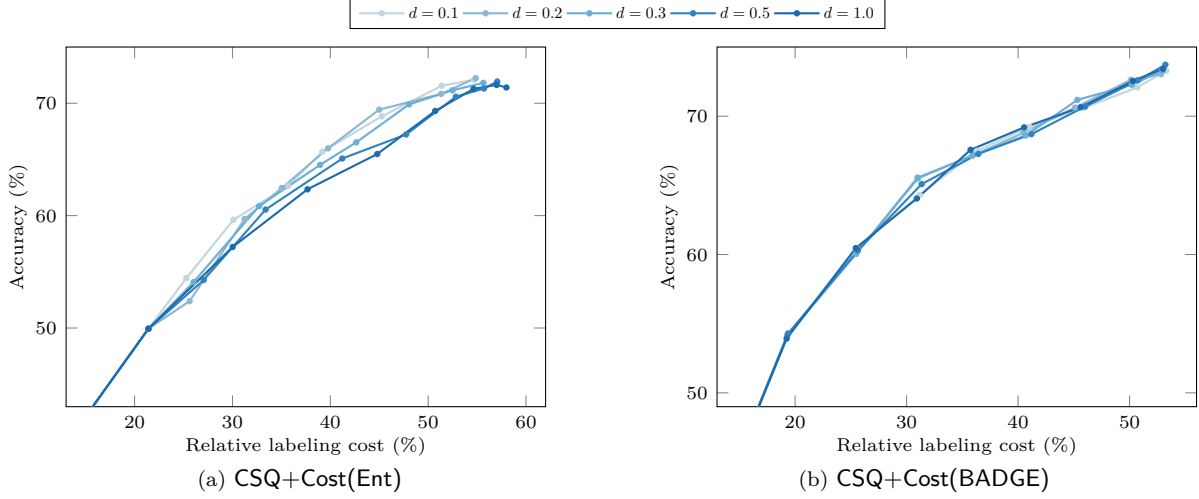 d = 0.1 d = 0.2 d = 0.3 d = 0.5 d = 1.0
70
60
50
Accuracy (%)
20 30 40 50 60
Relative labeling cost (%)
(a) CSQ+Cost(Ent)
70
60
50
Accuracy (%)
20 30 40 50
Relative labeling cost (%)
(b) CSQ+Cost(BADGE)